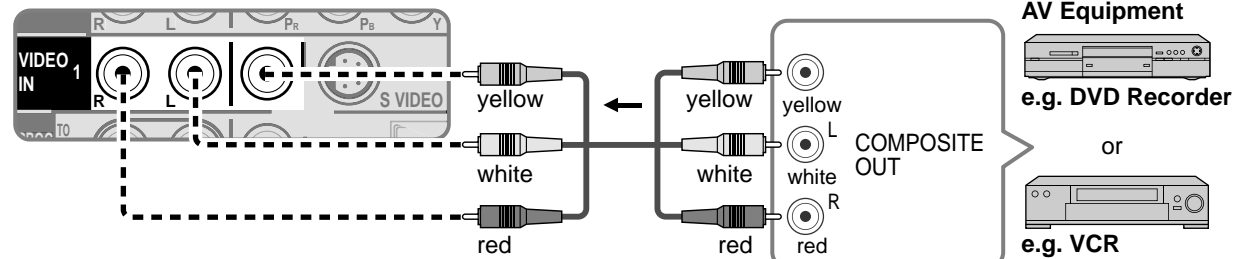 R L PR PB Y
VIDEO IN 1
R L S VIDEO
TO
yellow
yellow
yellow
white
white
white
L
red
red
red
R
COMPOSITE
OUT
AV Equipment
e.g. DVD Recorder
or
e.g. VCR